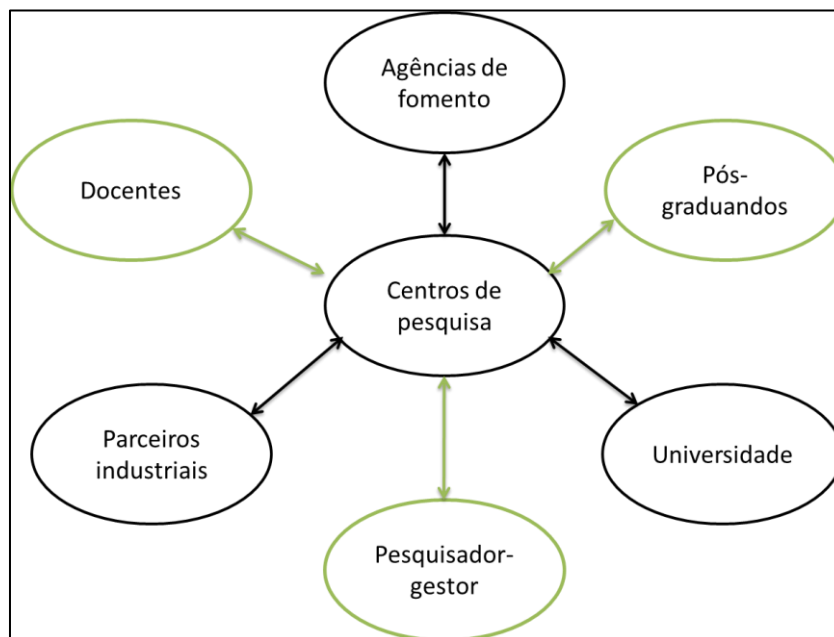 Agências de
fomento
Docentes
Pós-
graduandos
Centros de
pesquisa
Parceiros
industriais
Universidade
Pesquisador-
gestor